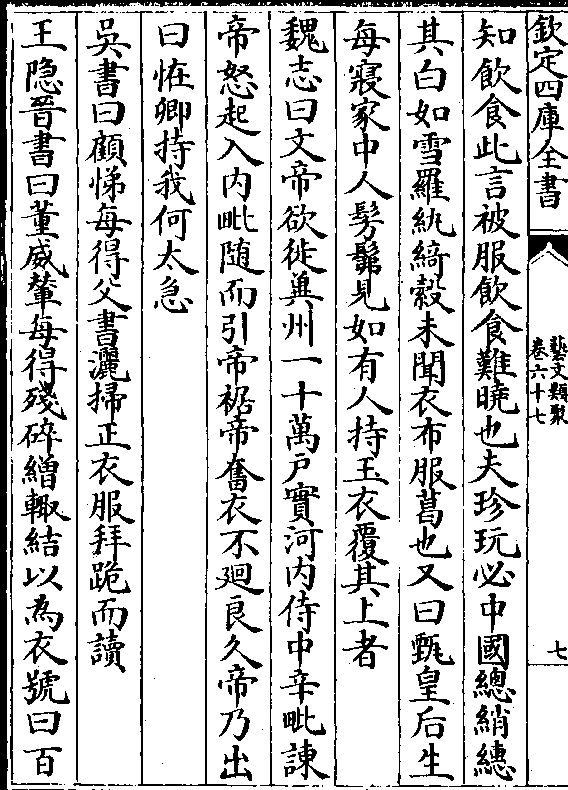 欽定四庫全書
藝文類聚
卷六十七
七
知飲食此言被服飲食難曉也夫珍玩必中國總綃繐
其白如雪羅紈綺縠未聞衣布服葛也又曰甄皇后生
每寢家中人髣髴見如有人持玉衣覆其上者
魏志曰文帝欲徙兾州一十萬戸實河内侍中辛毗諌
帝怒起入内毗随而引帝裾帝奮衣不廻良久帝乃出
曰恠卿持我何太急
吳書曰顧悌每得父書灑掃正衣服拜跪而讀
王隐晉書曰董威輦每得殘碎繒輙結以為衣號曰百